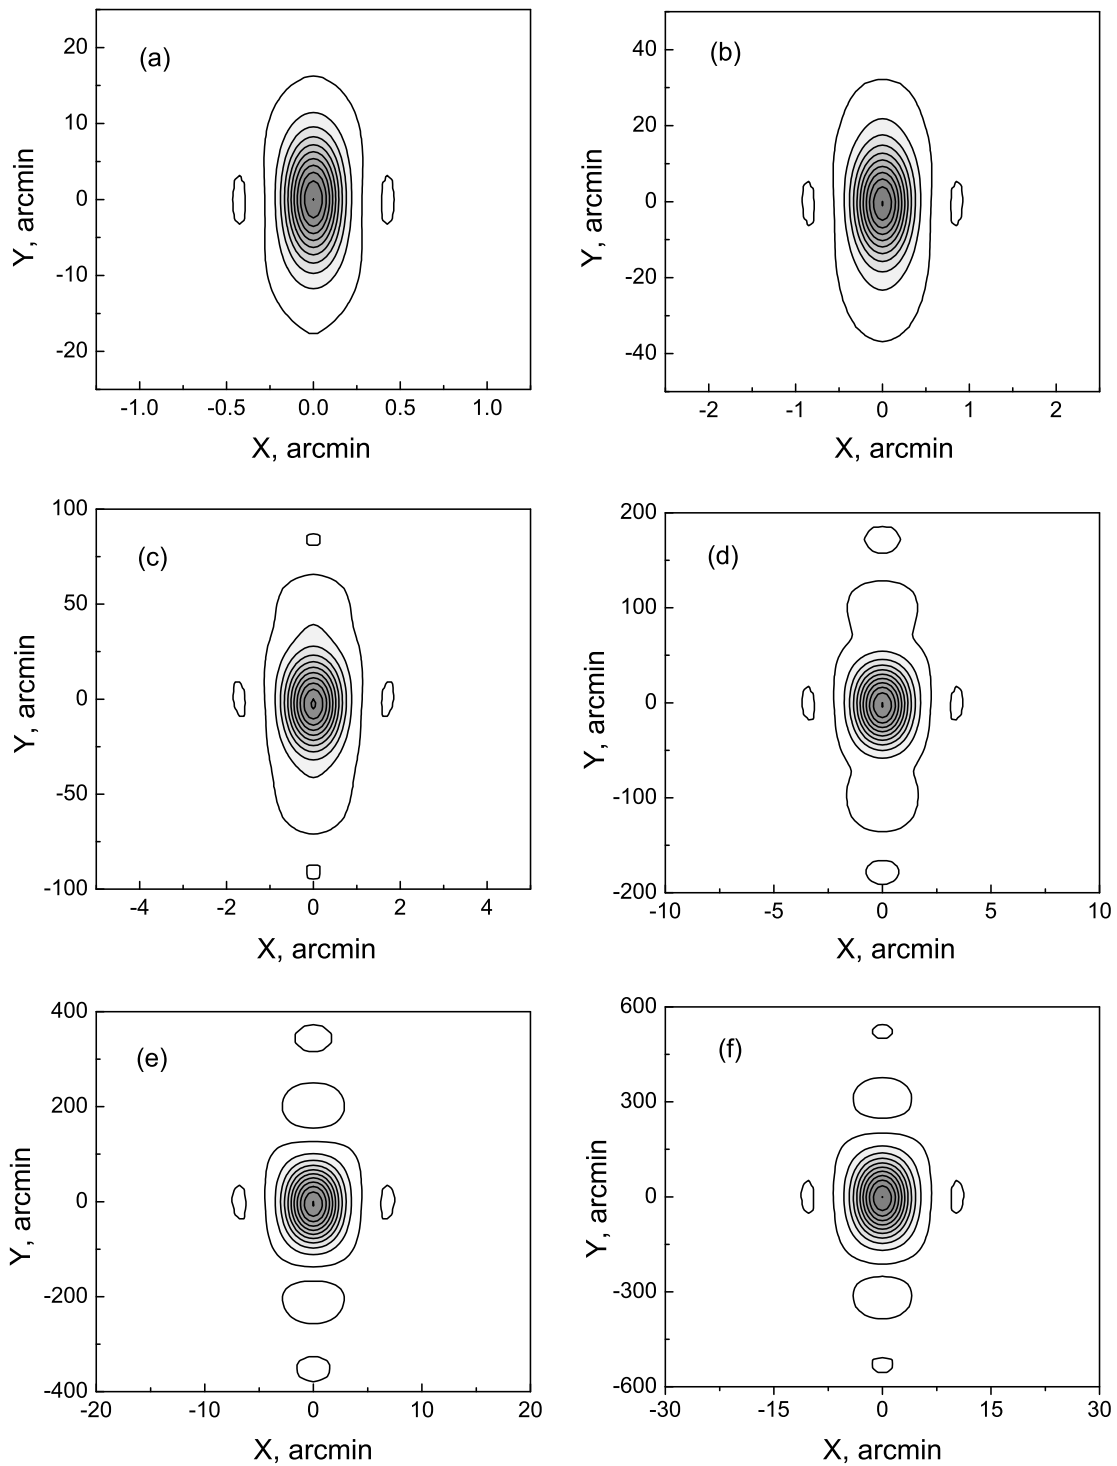 (a)
20
10
0
-10
-20
Y, arcmin
-1.0 -0.5 0.0 0.5 1.0
X, arcmin
(b)
40
20
0
-20
-40
Y, arcmin
-2 -1 0 1 2
X, arcmin
(c)
100
50
0
-50
-100
Y, arcmin
-4 -2 0 2 4
X, arcmin
(d)
200
100
0
-100
-200
Y, arcmin
-10 -5 0 5 10
X, arcmin
(e)
400
200
0
-200
-400
Y, arcmin
-20 -10 0 10 20
X, arcmin
(f)
600
300
0
-300
-600
Y, arcmin
-30 -15 0 15 30
X, arcmin